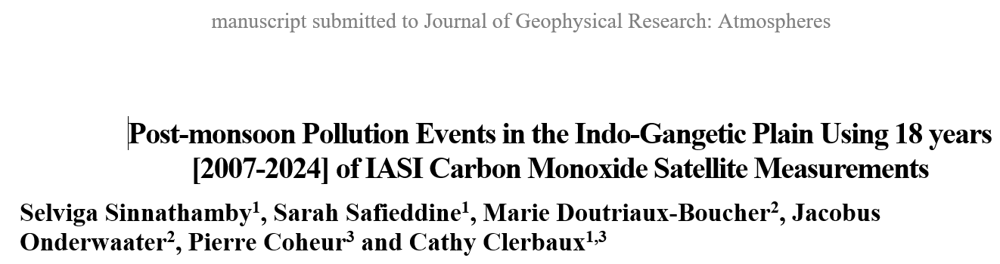 manuscript submitted to Journal of Geophysical Research: Atmospheres
Post-monsoon Pollution Events in the Indo-Gangetic Plain Using 18 years
[2007-2024] of IASI Carbon Monoxide Satellite Measurements
Selviga Sinnathamby¹, Sarah Safieddine¹, Marie Doutriaux-Boucher², Jacobus
Onderwaater², Pierre Coheur³ and Cathy Clerbaux¹,³